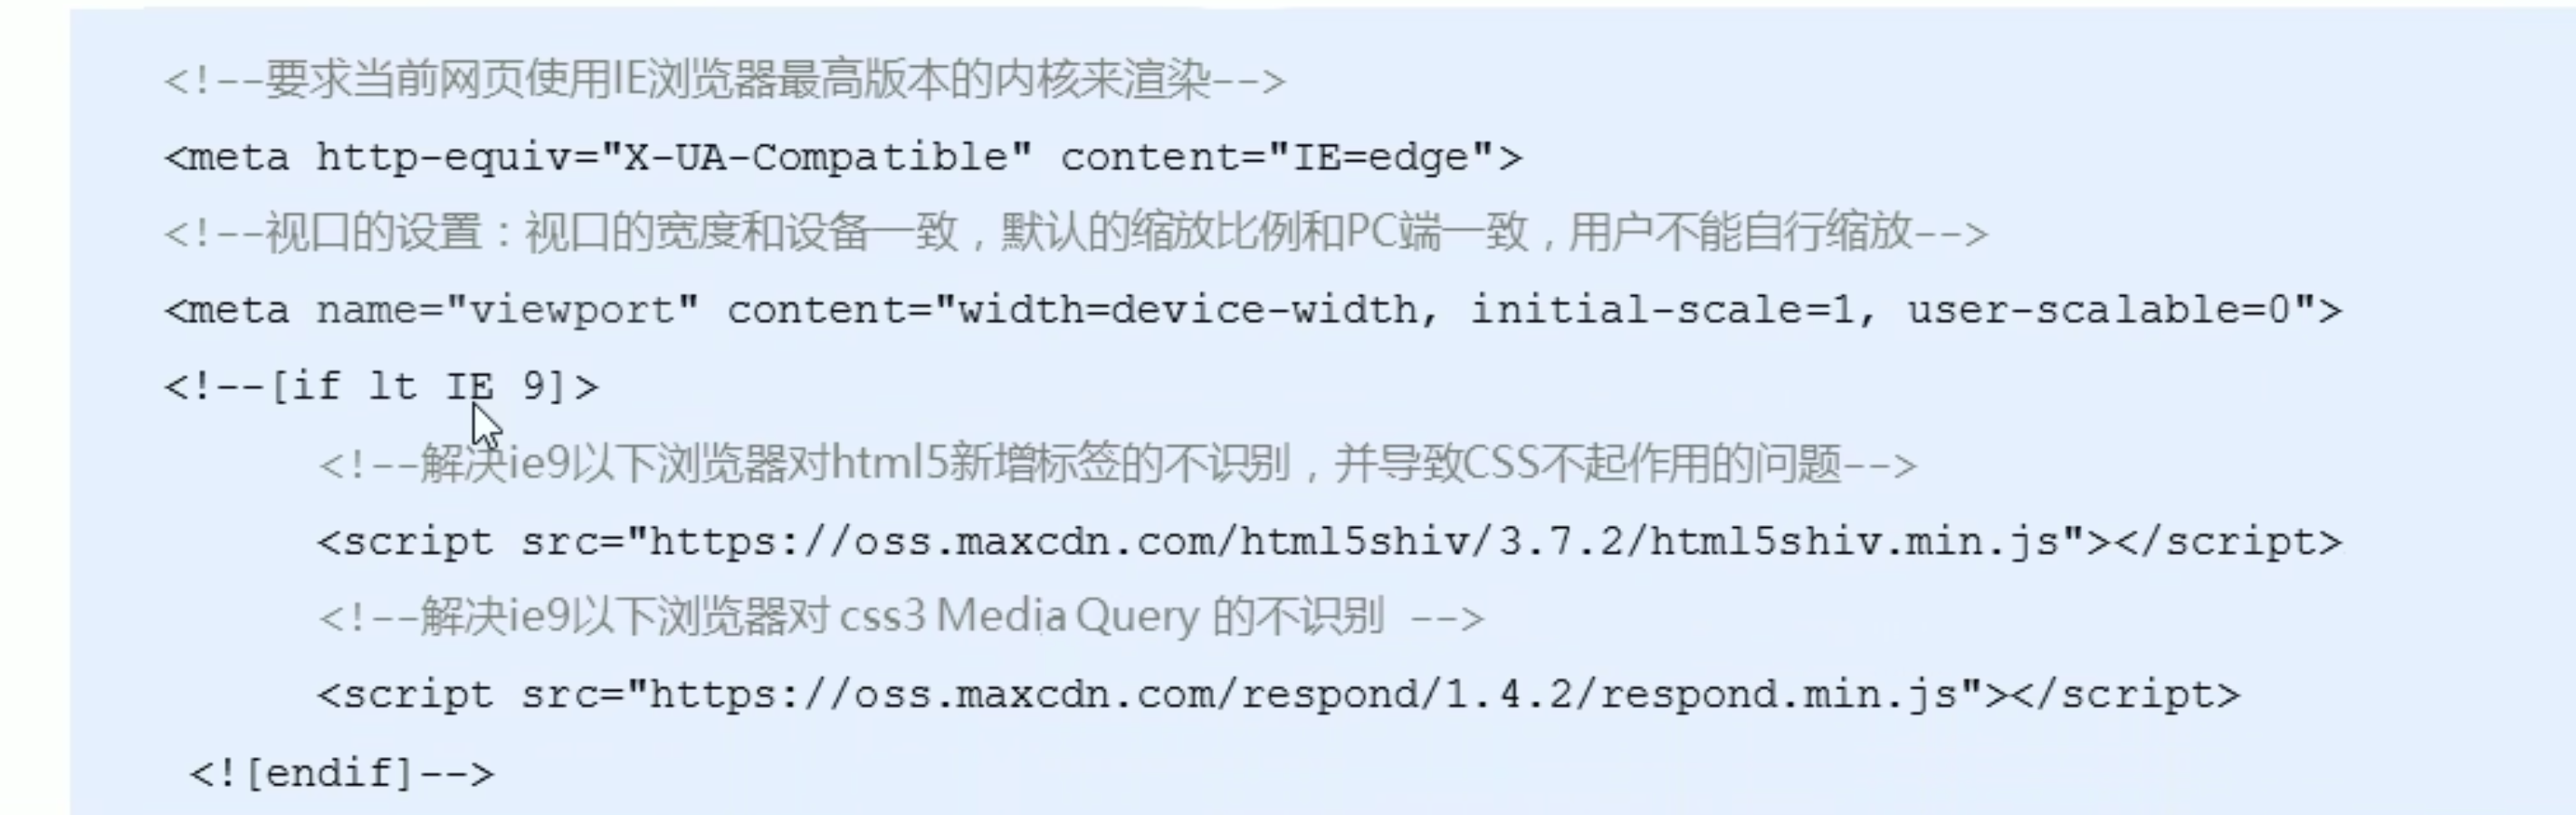 <!--要求当前网页使用IE浏览器最高版本的内核来渲染-->
<meta http-equiv="X-UA-Compatible" content="IE=edge">
<!--视口的设置：视口的宽度和设备一致，默认的缩放比例和PC端一致，用户不能自行缩放-->
<meta name="viewport" content="width=device-width, initial-scale=1, user-scalable=0">
<!--[if lt IE 9]>
<!--解决ie9以下浏览器对html5新增标签的不识别，并导致CSS不起作用的问题-->
<script src="https://oss.maxcdn.com/html5shiv/3.7.2/html5shiv.min.js"></script>
<!--解决ie9以下浏览器对 css3 Media Query 的不识别 -->
<script src="https://oss.maxcdn.com/respond/1.4.2/respond.min.js"></script>
<![endif]-->